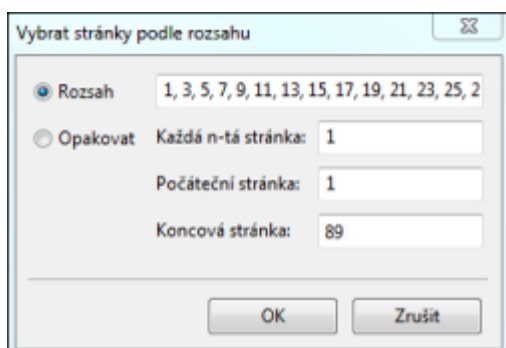 Vybrat stránky podle rozsahu
Rozsah 1, 3, 5, 7, 9, 11, 13, 15, 17, 19, 21, 23, 25, 2
Opakovat Každá n-tá stránka: 1
Počáteční stránka: 1
Koncová stránka: 89
OK Zrušit